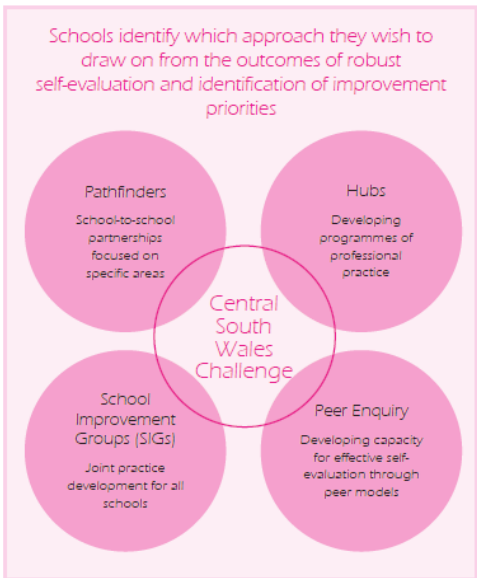 Schools identify which approach they wish to
draw on from the outcomes of robust
self-evaluation and identification of improvement
priorities
Pathfinders
School-to-school
partnerships
focused on
specific areas
Hubs
Developing
programmes of
professional
practice
Central
South
Wales
Challenge
School
Improvement
Groups (SIGs)
Joint practice
development for all
schools
Peer Enquiry
Developing capacity
for effective self-
evaluation through
peer models